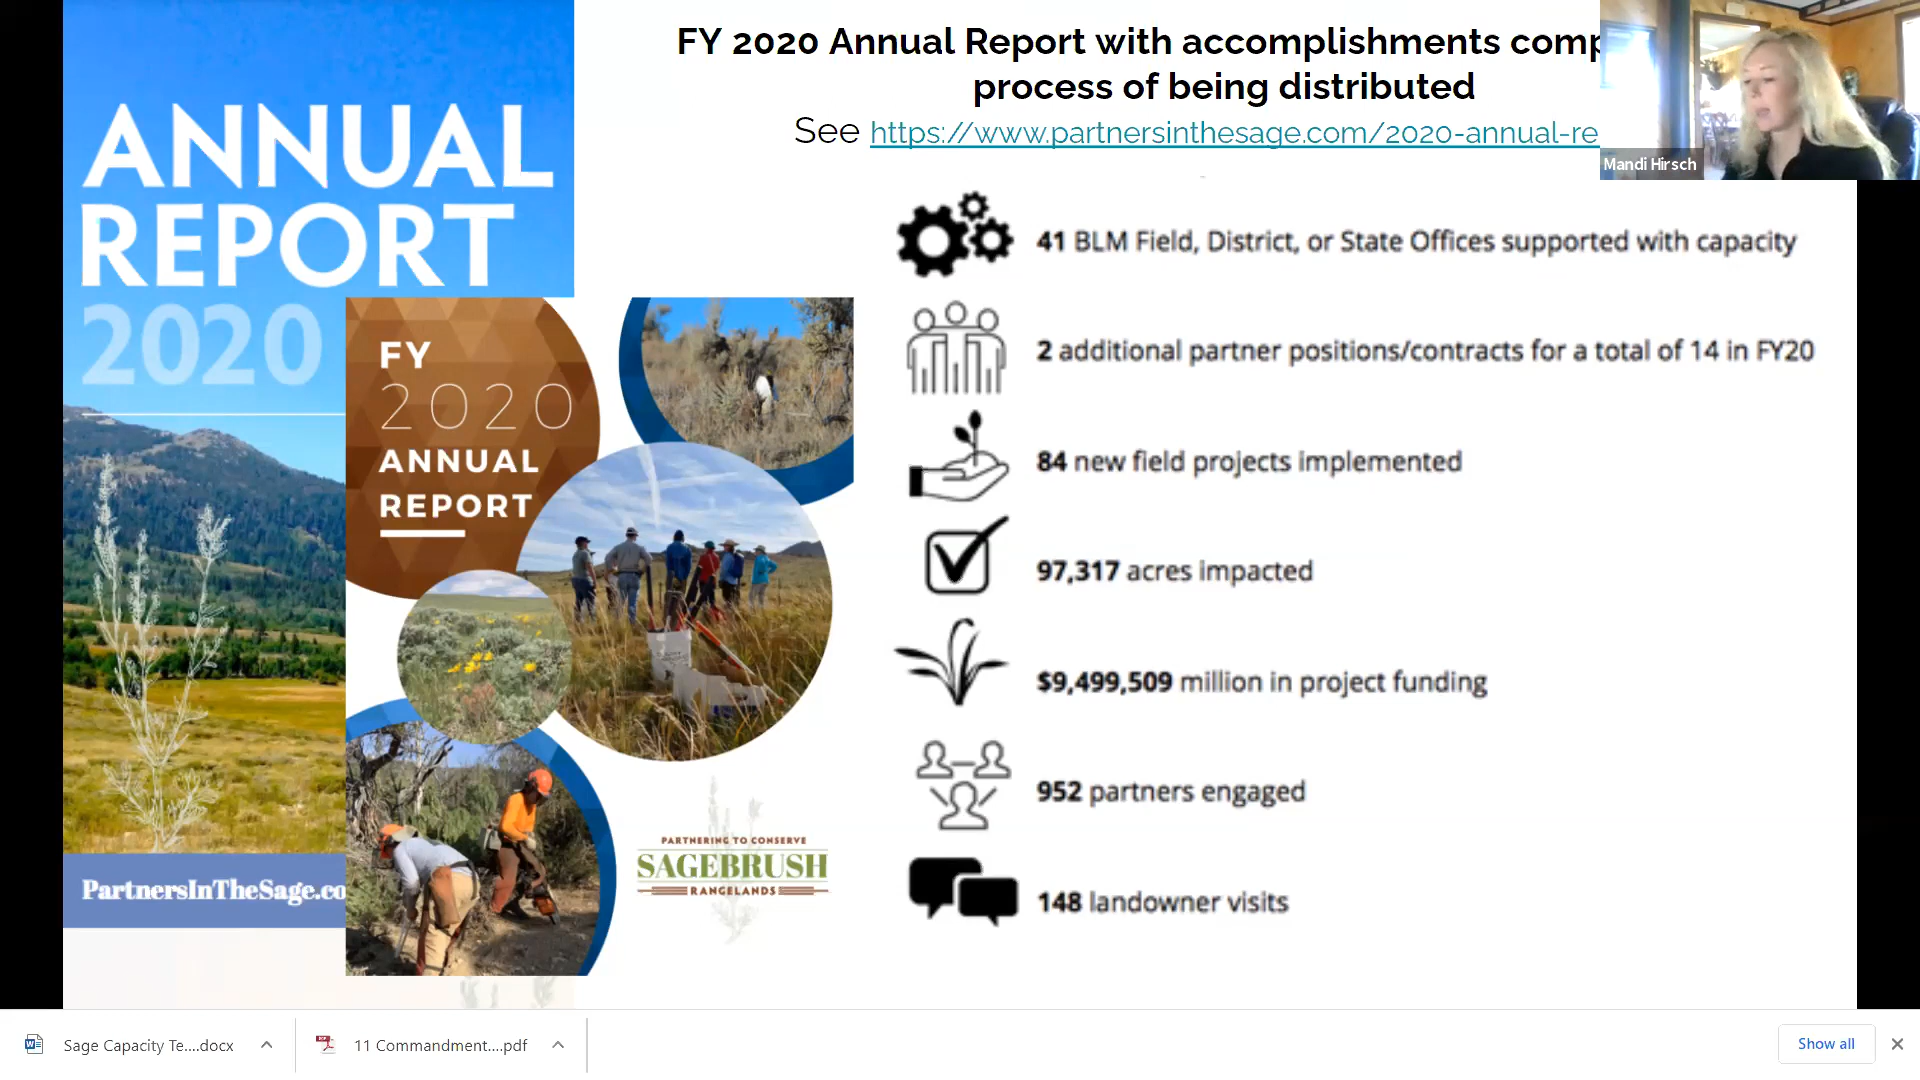 ANNUAL
REPORT
2020
PartnersInTheSage.co
FY
2020
ANNUAL
REPORT
PARTNERING TO CONSERVE
SAGEBRUSH
RANGELANDS
FY 2020 Annual Report with accomplishments comp
process of being distributed
See https://www.partnersinthesage.com/2020-annual-re
Mandi Hirsch
41 BLM Field, District, or State Offices supported with capacity
2 additional partner positions/contracts for a total of 14 in FY20
84 new field projects implemented
97,317 acres impacted
$9,499,509 million in project funding
952 partners engaged
148 landowner visits
Sage Capacity Te....docx
11 Commandment....pdf
Show all